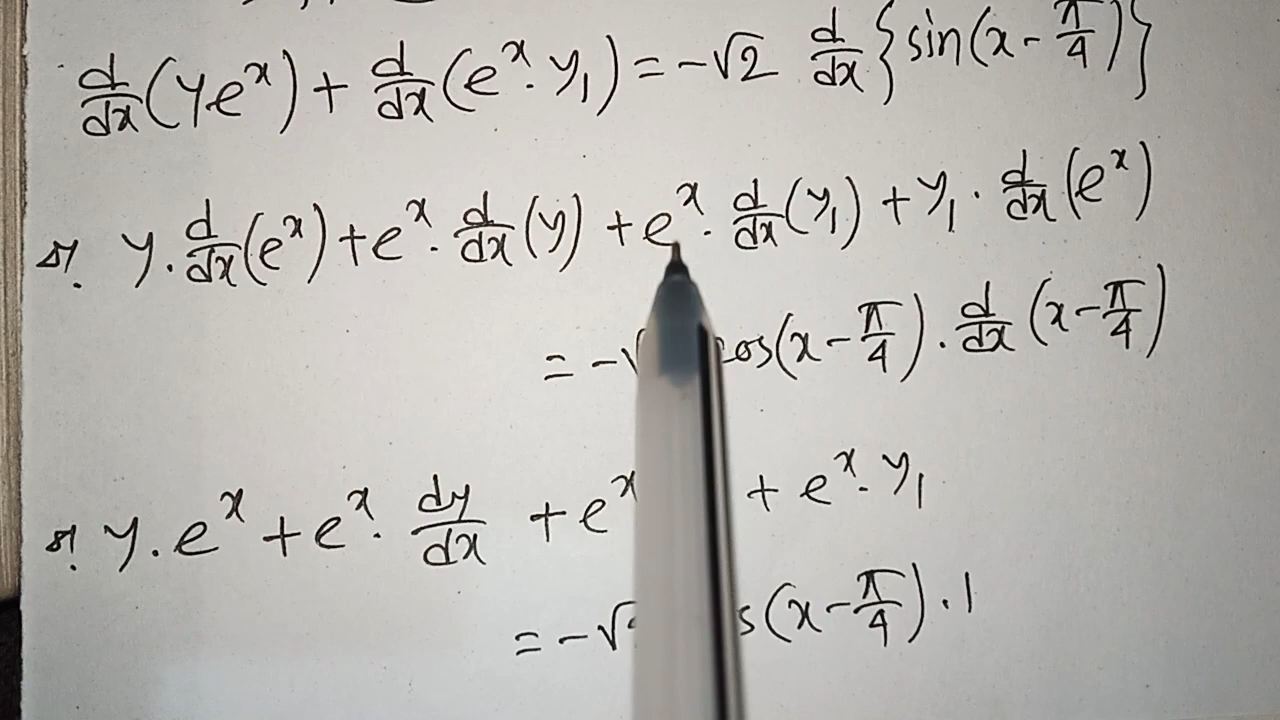 d/dx(ye^x) + d/dx(e^x. y₁) = -√2 d/dx{sin(x - π/4)}
বা. y. d/dx(e^x) + e^x. d/dx(y) + e^x. d/dx(y₁) + y₁. d/dx(e^x)
= -√ cos(x - π/4). d/dx(x - π/4)
বা. y. e^x + e^x. dy/dx + e^x + e^x. y₁
= -√ s(x - π/4). 1